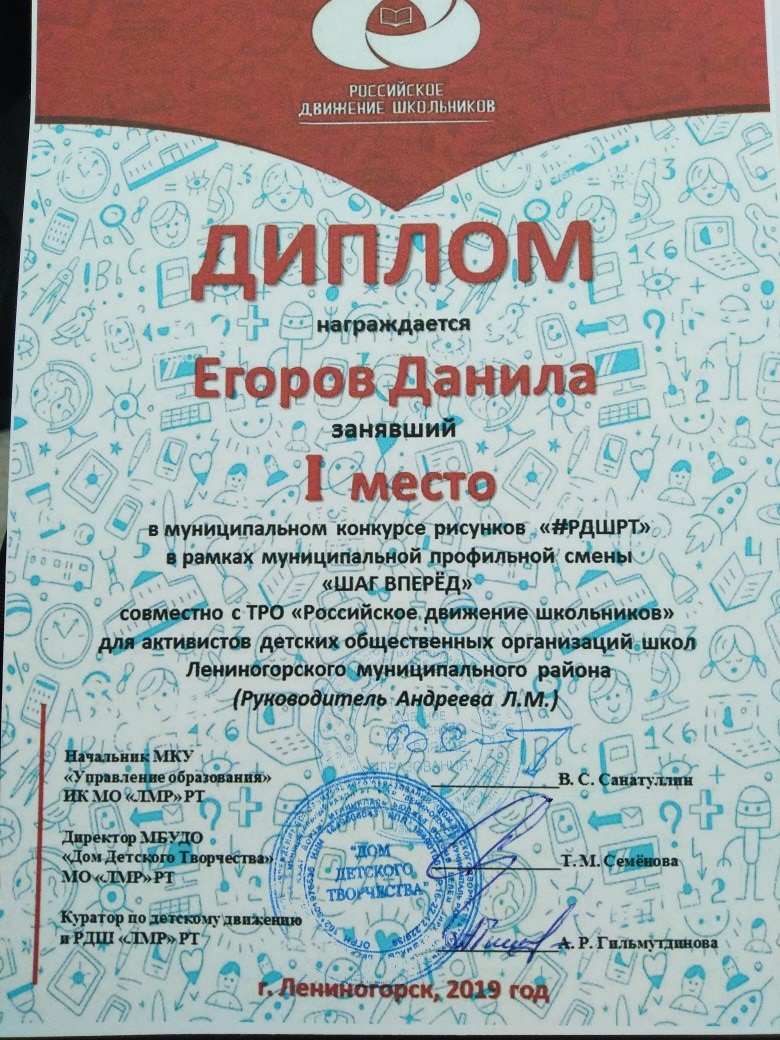 РОССИЙСКОЕ
ДВИЖЕНИЕ ШКОЛЬНИКОВ
ДИПЛОМ
награждается
Егоров Данила
занявший
I место
в муниципальном конкурсе рисунков «#РДШРТ»
в рамках муниципальной профильной смены
«ШАГ ВПЕРЁД»
совместно с ТРО «Российское движение школьников»
для активистов детских общественных организаций школ
Лениногорского муниципального района
(Руководитель Андреева Л.М.)
Начальник МКУ
«Управление образования»
ИК МО «ЛМР» РТ
В. С. Санатуллин
Директор МБУДО
«Дом Детского Творчества»
МО «ЛМР» РТ
Т. М. Семёнова
"ДОМ
ДЕТСКОГО
ТВОРЧЕСТВА"
Куратор по детскому движению
и РДШ «ЛМР» РТ
А. Р. Гильмутдинова
г. Лениногорск, 2019 год